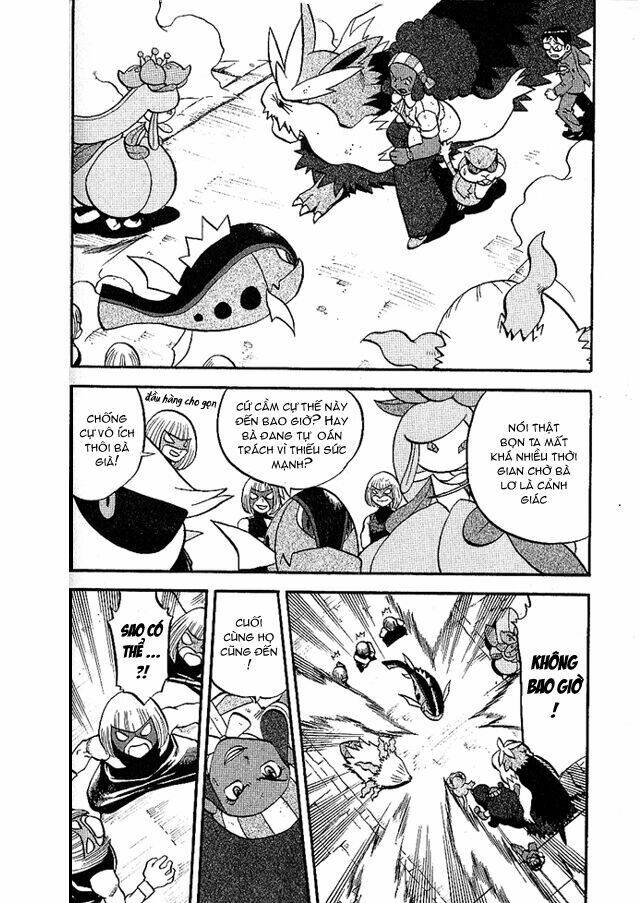 NÓI THẬT
BỌN TA MẤT
KHÁ NHIỀU THỜI
GIAN CHỜ BÀ
LƠ LÀ CẢNH
GIÁC
CỨ CẦM CỰ THẾ NÀY
ĐẾN BAO GIỜ? HAY
BÀ ĐANG TỰ OÁN
TRÁCH VÌ THIẾU SỨC
MẠNH?
đầu hàng cho gọn
CHỐNG
CỰ VÔ ÍCH
THÔI BÀ
GIÀ!
KHÔNG
BAO GIỜ
!
CUỐI
CÙNG HỌ
CŨNG ĐẾN
!
SAO CÓ
THỂ ...
?!